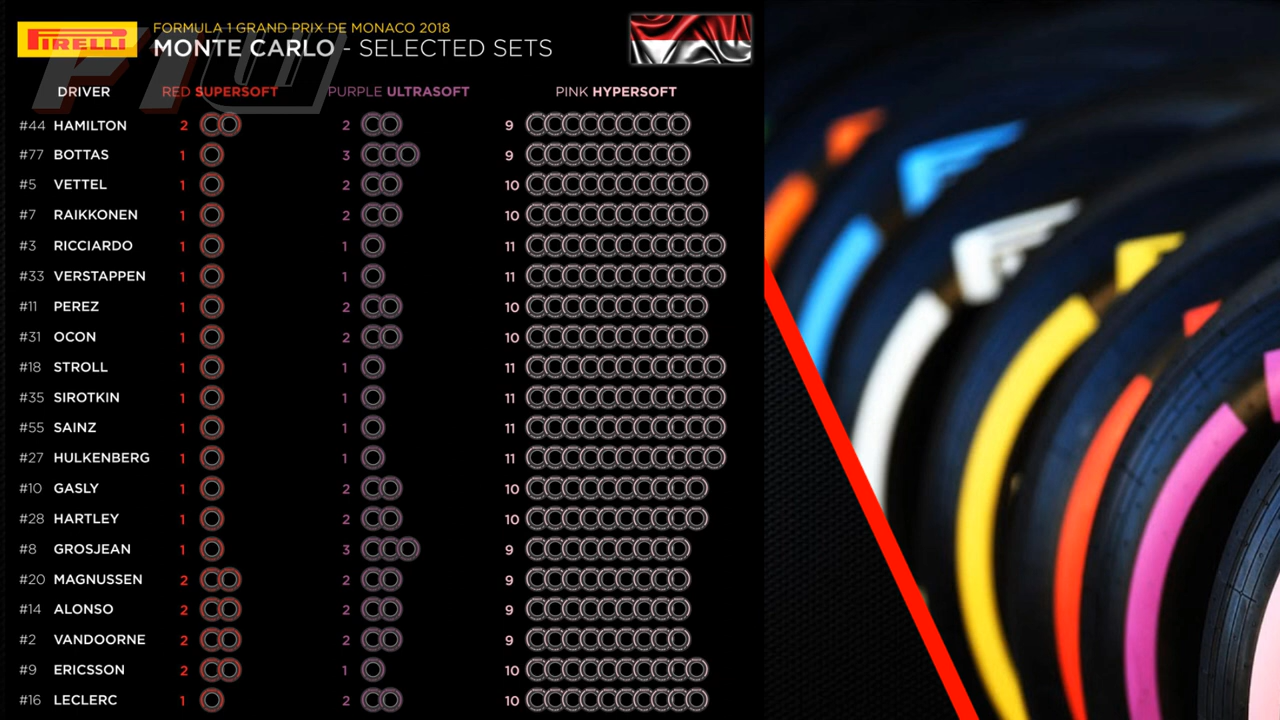 PIRELLI
FORMULA 1 GRAND PRIX DE MONACO 2018
MONTE CARLO - SELECTED SETS
DRIVER RED SUPERSOFT PURPLE ULTRASOFT PINK HYPERSOFT
#44 HAMILTON 2 2 9
#77 BOTTAS 1 3 9
#5 VETTEL 1 2 10
#7 RAIKKONEN 1 2 10
#3 RICCIARDO 1 1 11
#33 VERSTAPPEN 1 1 11
#11 PEREZ 1 2 10
#31 OCON 1 2 10
#18 STROLL 1 1 11
#35 SIROTKIN 1 1 11
#55 SAINZ 1 1 11
#27 HULKENBERG 1 1 11
#10 GASLY 1 2 10
#28 HARTLEY 1 2 10
#8 GROSJEAN 1 3 9
#20 MAGNUSSEN 2 2 9
#14 ALONSO 2 2 9
#2 VANDOORNE 2 2 9
#9 ERICSSON 2 1 10
#16 LECLERC 1 2 10